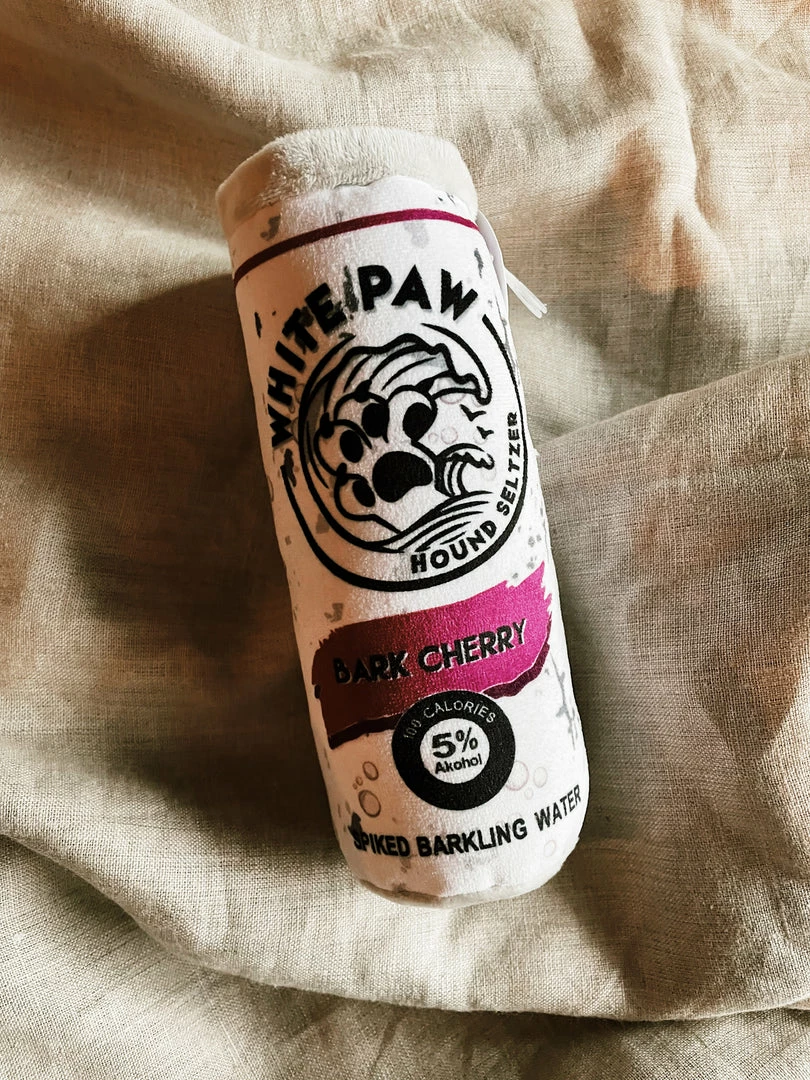 WHITE PAW
HOUND SELTZER
BARK CHERRY
100 CALORIES
5%
Akohol
SPIKED BARKLING WATER